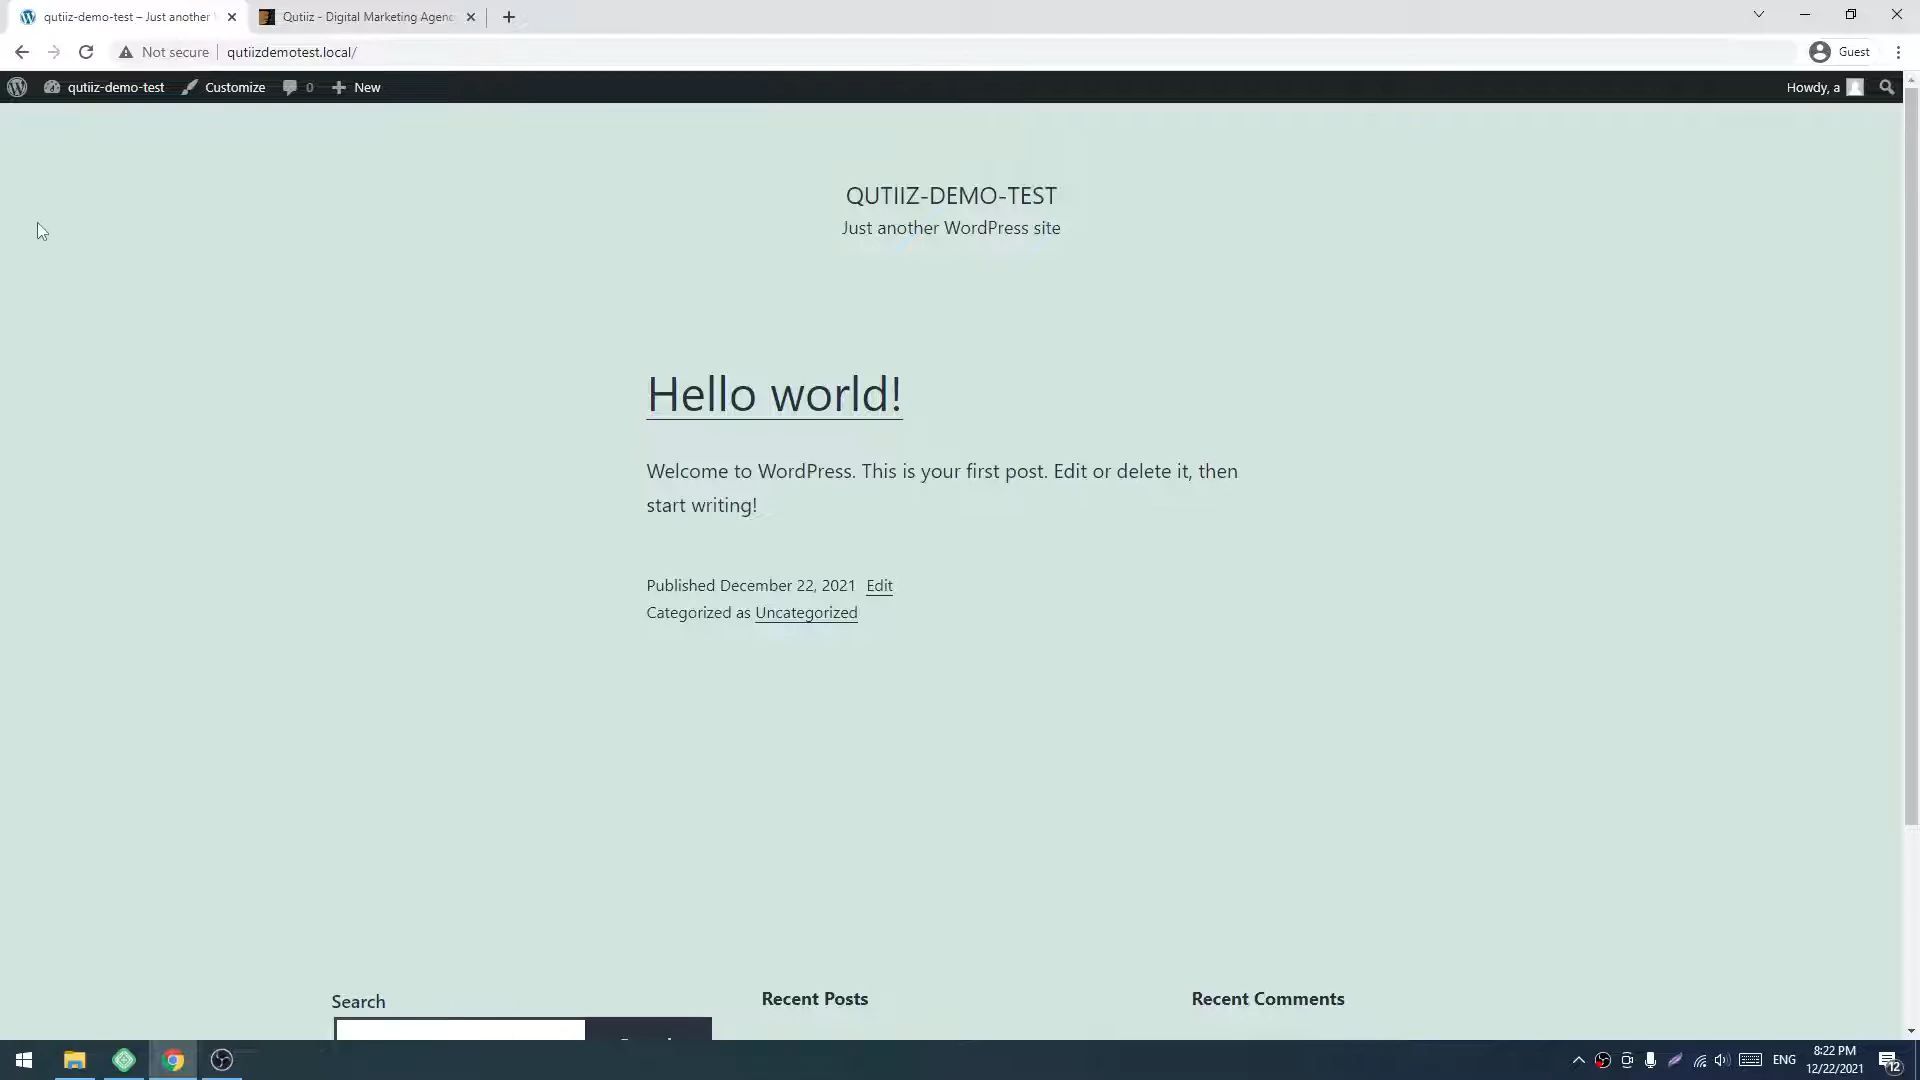 qutiiz-demo-test – Just another
Qutiiz - Digital Marketing Agenc
Not secure
qutiizdemotest.local/
Guest
qutiiz-demo-test
Customize
0
New
Howdy, a
QUTIIZ-DEMO-TEST
Just another WordPress site
Hello world!
Welcome to WordPress. This is your first post. Edit or delete it, then
start writing!
Published December 22, 2021 Edit
Categorized as Uncategorized
Search
Recent Posts
Recent Comments
ENG
8:22 PM
12/22/2021
12